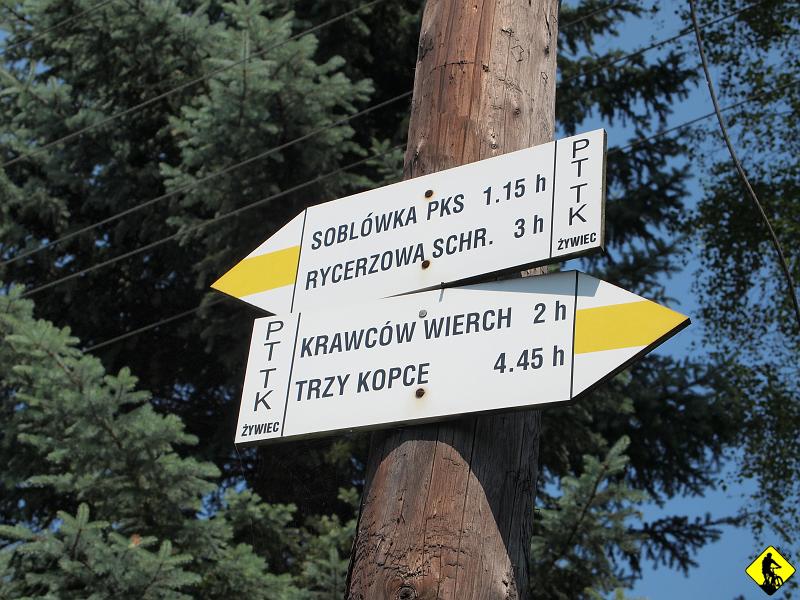 SOBLÓWKA PKS 1.15 h
RYCERZOWA SCHR. 3 h
PTTK
ŻYWIEC
PTTK
ŻYWIEC
KRAWCÓW WIERCH 2 h
TRZY KOPCE 4.45 h